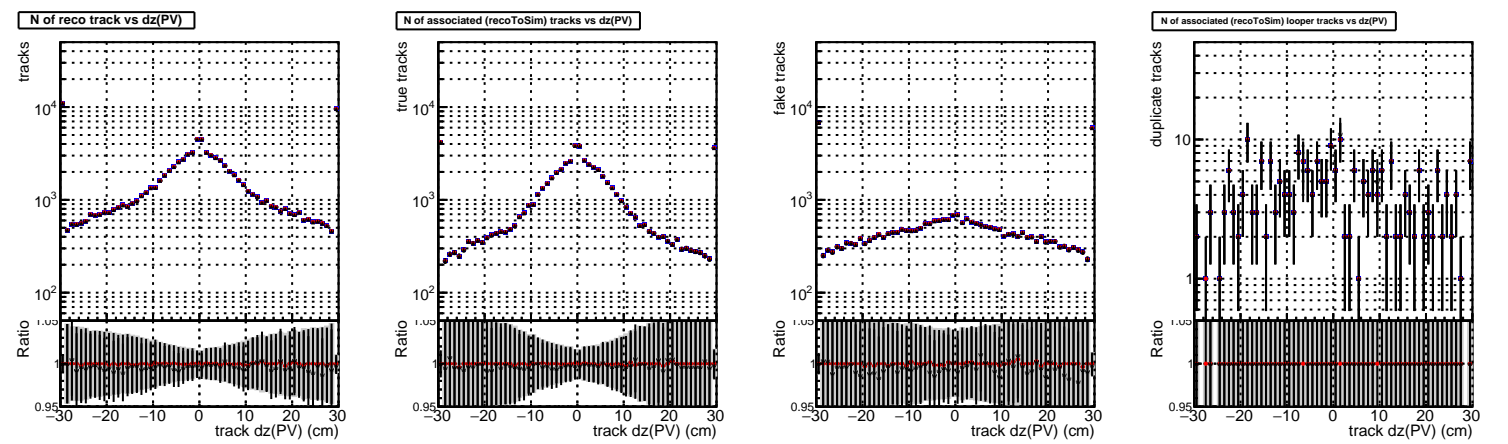 N of reco track vs dz(PV)
tracks
10^4
10^3
10^2
1.05
Ratio
1
0.95
−30 −20 −10 0 10 20 30
track dz(PV) (cm)
N of associated (recoToSim) tracks vs dz(PV)
true tracks
10^4
10^3
10^2
1.05
Ratio
1
0.95
−30 −20 −10 0 10 20 30
track dz(PV) (cm)
fake tracks
10^4
10^3
10^2
1.05
Ratio
1
0.95
−30 −20 −10 0 10 20 30
track dz(PV) (cm)
N of associated (recoToSim) looper tracks vs dz(PV)
duplicate tracks
10
1
1.05
Ratio
1
0.95
−30 −20 −10 0 10 20 30
track dz(PV) (cm)